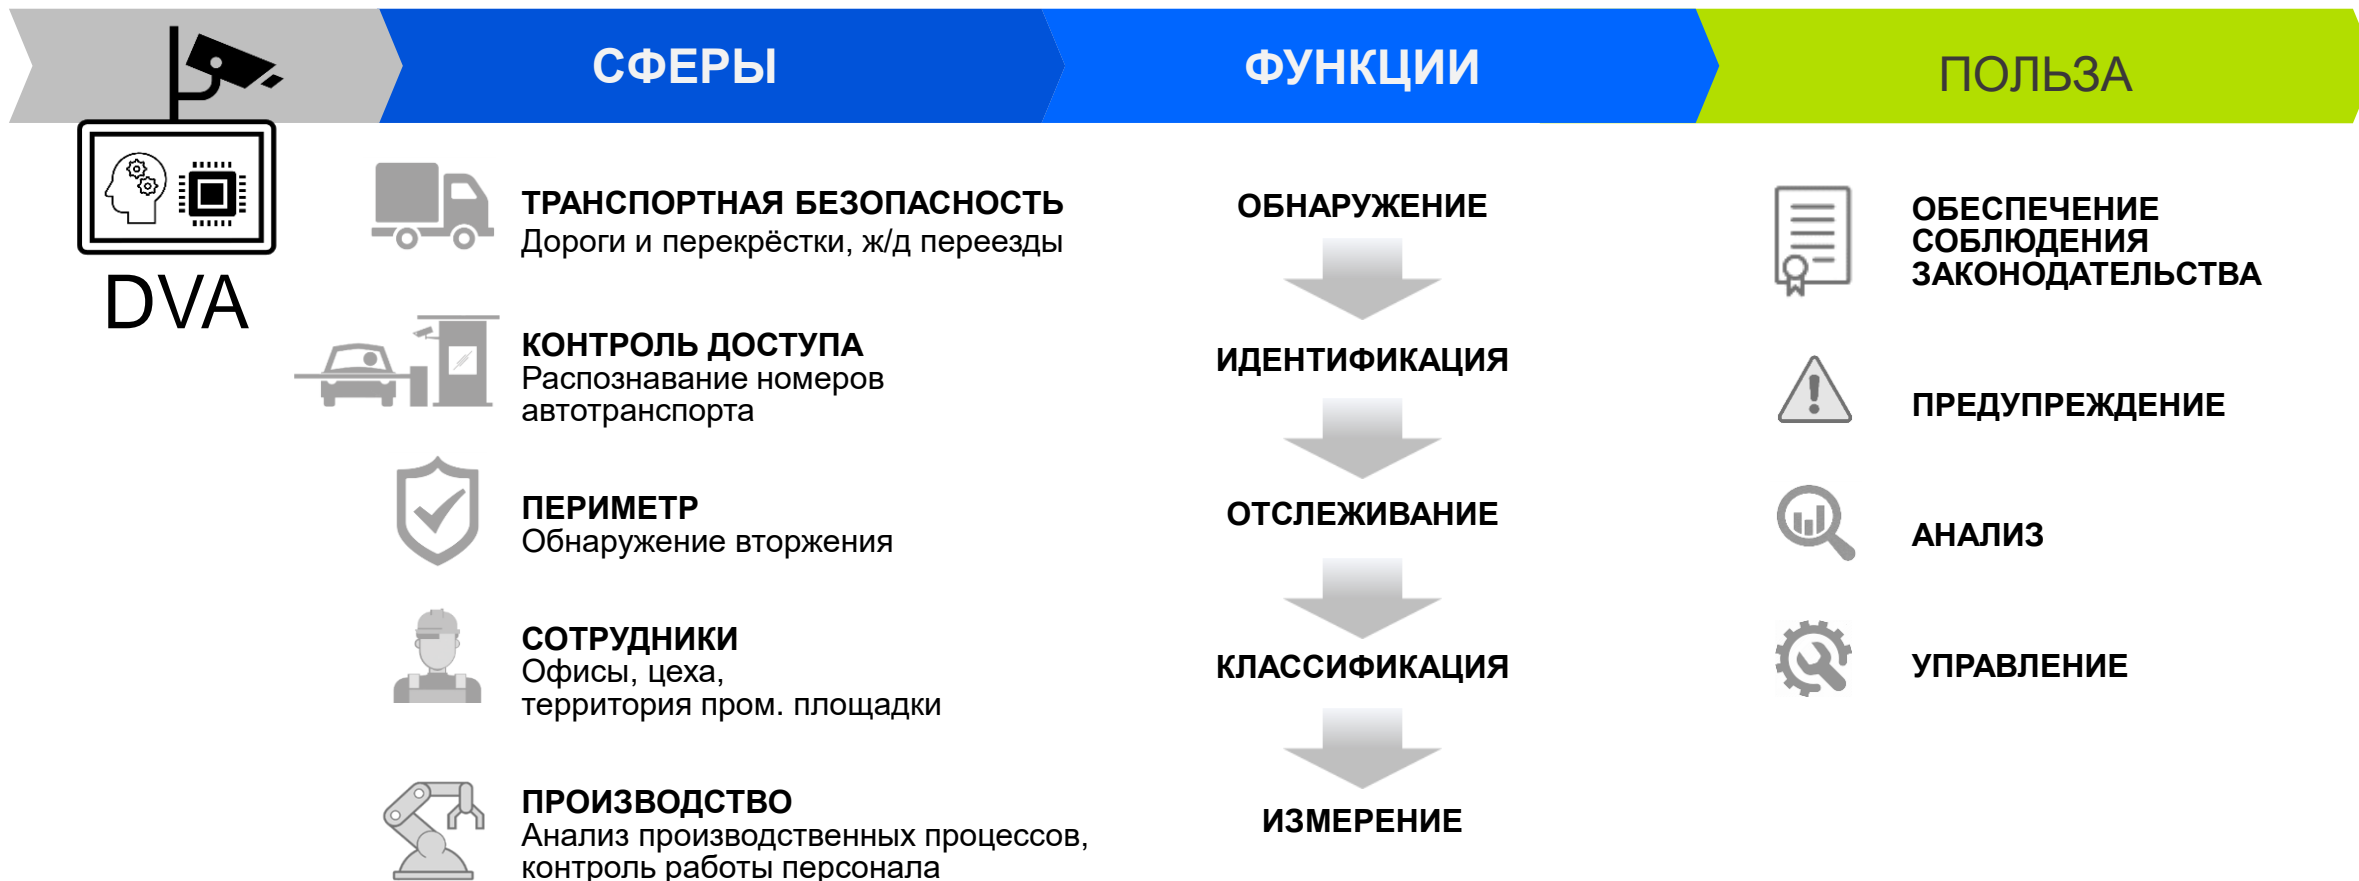 СФЕРЫ
ФУНКЦИИ
ПОЛЬЗА
DVA
ТРАНСПОРТНАЯ БЕЗОПАСНОСТЬ
Дороги и перекрёстки, ж/д переезды
КОНТРОЛЬ ДОСТУПА
Распознавание номеров
автотранспорта
ПЕРИМЕТР
Обнаружение вторжения
СОТРУДНИКИ
Офисы, цеха,
территория пром. площадки
ПРОИЗВОДСТВО
Анализ производственных процессов,
контроль работы персонала
ОБНАРУЖЕНИЕ
ИДЕНТИФИКАЦИЯ
ОТСЛЕЖИВАНИЕ
КЛАССИФИКАЦИЯ
ИЗМЕРЕНИЕ
ОБЕСПЕЧЕНИЕ
СОБЛЮДЕНИЯ
ЗАКОНОДАТЕЛЬСТВА
ПРЕДУПРЕЖДЕНИЕ
АНАЛИЗ
УПРАВЛЕНИЕ